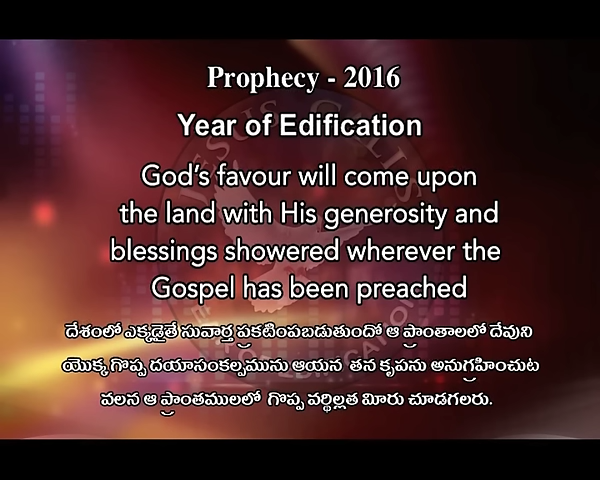 Prophecy - 2016
Year of Edification
God's favour will come upon
the land with His generosity and
blessings showered wherever the
Gospel has been preached
దేశంలో ఎక్కడైతే సువార్త ప్రకటింపబడుతుందో ఆ ప్రాంతాలలో దేవుని
యొక్క గొప్ప దయాసంకల్పమును ఆయన తన కృపను అనుగ్రహించుట
వలన ఆ ప్రాంతములలో గొప్ప వర్థిల్లత మీరు చూడగలరు.
JESUS CALLS